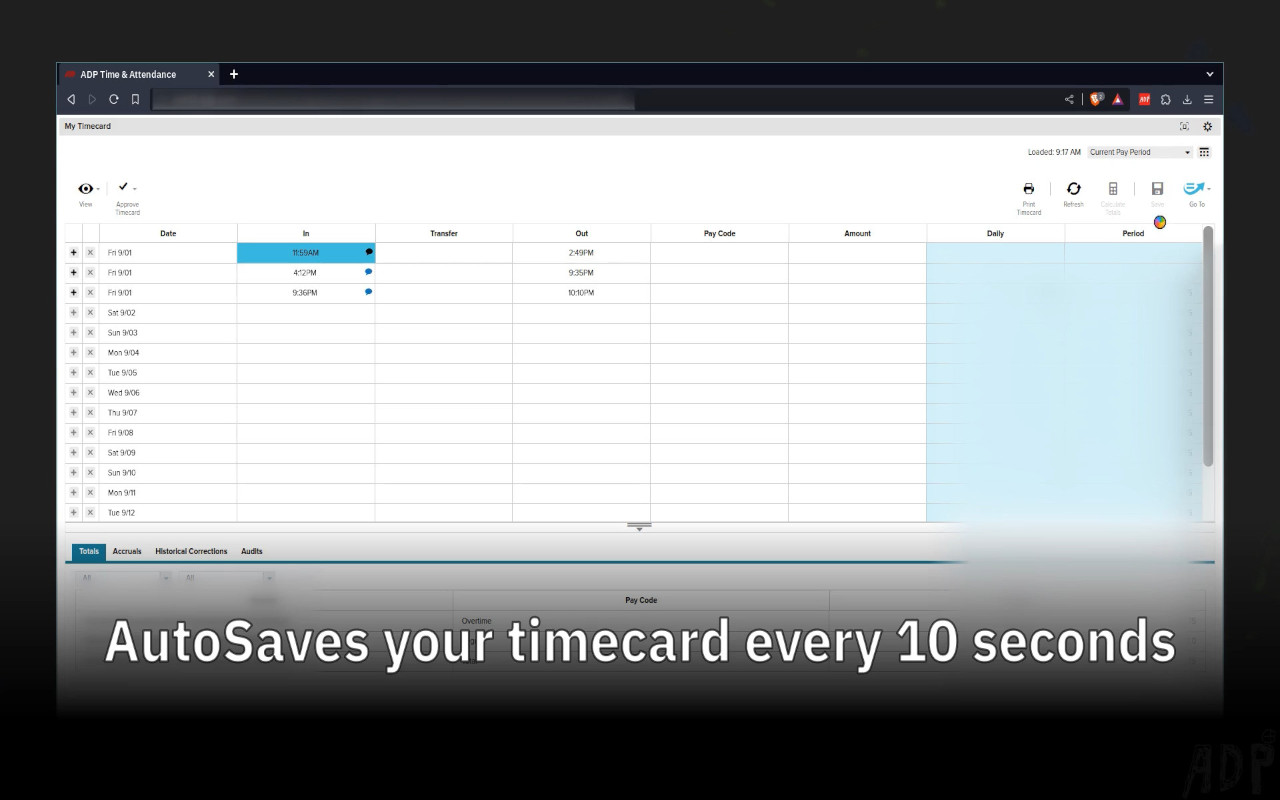 ADP Time & Attendance
My Timecard
Loaded: 9:17 AM Current Pay Period
View Approve Timecard Print Timecard Refresh Calculate Totals Save Go To
Date In Transfer Out Pay Code Amount Daily Period
Fri 9/01 11:59AM 2:49PM
Fri 9/01 4:12PM 9:35PM
Fri 9/01 9:36PM 10:10PM
Sat 9/02
Sun 9/03
Mon 9/04
Tue 9/05
Wed 9/06
Thu 9/07
Fri 9/08
Sat 9/09
Sun 9/10
Mon 9/11
Tue 9/12
Totals Accruals Historical Corrections Audits
All All
Pay Code
Overtime
AutoSaves your timecard every 10 seconds
ADP